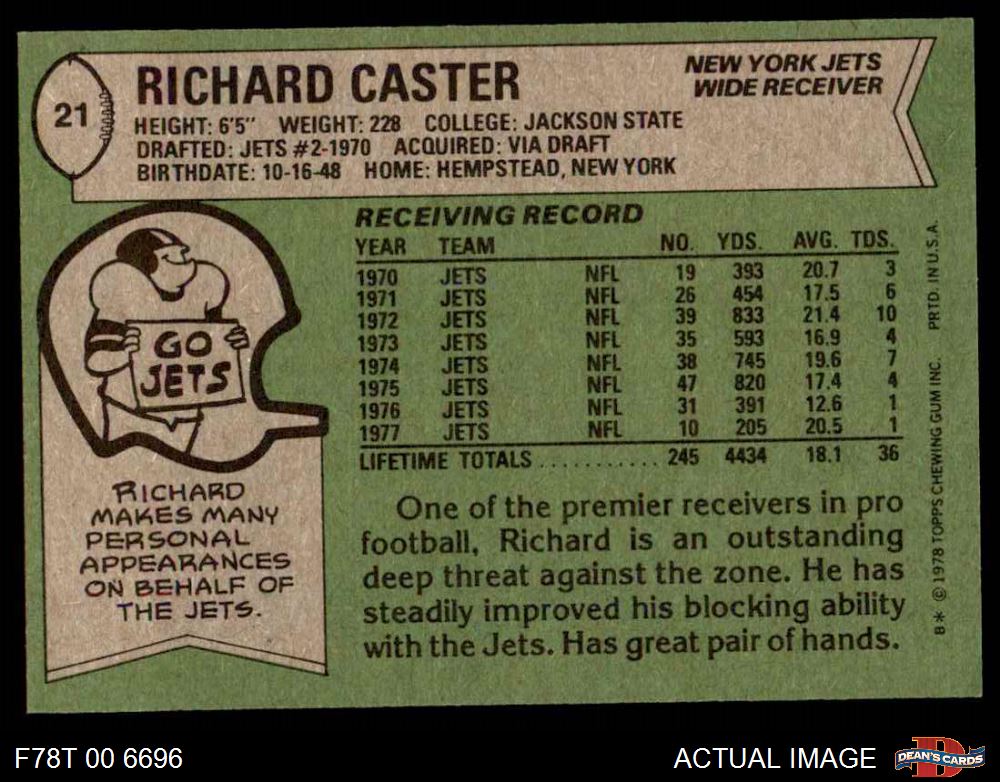 21
RICHARD CASTER
NEW YORK JETS
WIDE RECEIVER
HEIGHT: 6'5" WEIGHT: 228 COLLEGE: JACKSON STATE
DRAFTED: JETS #2-1970 ACQUIRED: VIA DRAFT
BIRTHDATE: 10-16-48 HOME: HEMPSTEAD, NEW YORK
GO
JETS
RICHARD
MAKES MANY
PERSONAL
APPEARANCES
ON BEHALF OF
THE JETS.
RECEIVING RECORD
YEAR TEAM NO. YDS. AVG. TDS.
1970 JETS NFL 19 393 20.7 3
1971 JETS NFL 26 454 17.5 6
1972 JETS NFL 39 833 21.4 10
1973 JETS NFL 35 593 16.9 4
1974 JETS NFL 38 745 19.6 7
1975 JETS NFL 47 820 17.4 4
1976 JETS NFL 31 391 12.6 1
1977 JETS NFL 10 205 20.5 1
LIFETIME TOTALS........... 245 4434 18.1 36
One of the premier receivers in pro
football, Richard is an outstanding
deep threat against the zone. He has
steadily improved his blocking ability
with the Jets. Has great pair of hands.
B* © 1978 TOPPS CHEWING GUM INC. PRTD. IN U.S.A.
F78T 00 6696
ACTUAL IMAGE
D
DEAN'S CARDS